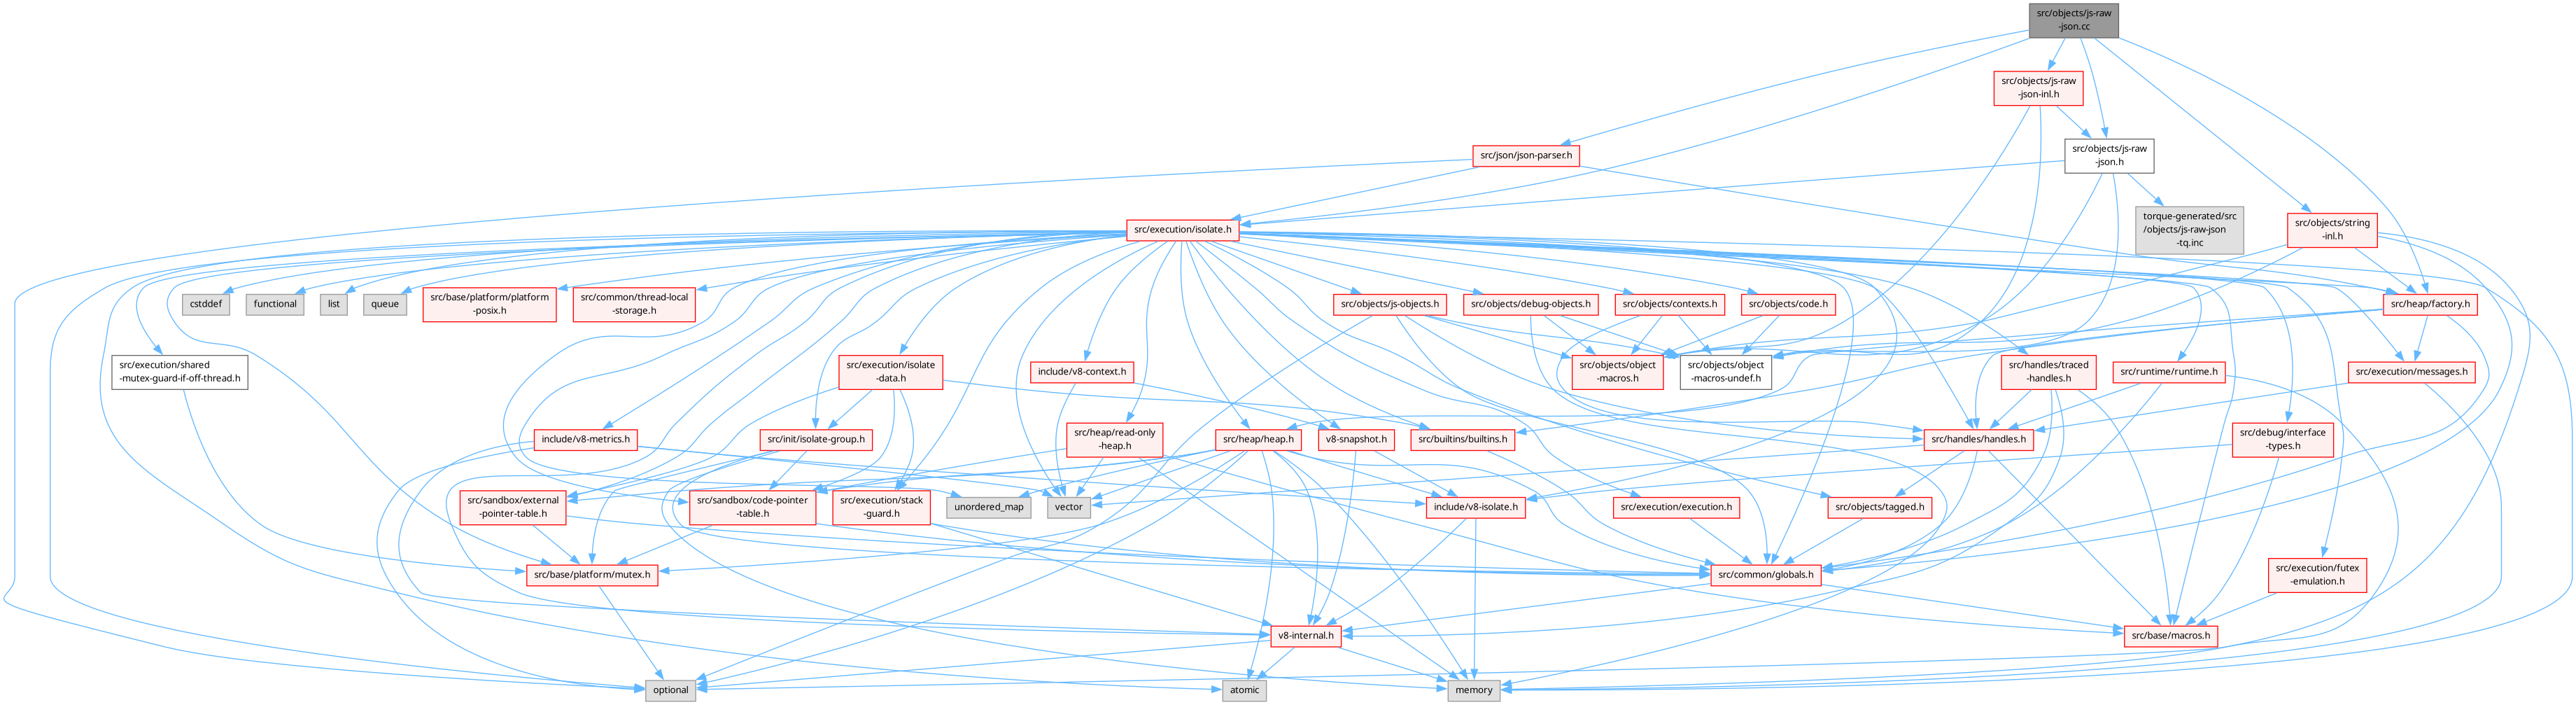 src/objects/js-raw
-json.cc
src/objects/js-raw
-json-inl.h
src/json/json-parser.h
src/objects/js-raw
-json.h
torque-generated/src
/objects/js-raw-json
-tq.inc
src/objects/string
-inl.h
src/execution/isolate.h
cstddef
functional
list
queue
src/base/platform/platform
-posix.h
src/common/thread-local
-storage.h
src/objects/js-objects.h
src/objects/debug-objects.h
src/objects/contexts.h
src/objects/code.h
src/heap/factory.h
src/execution/shared
-mutex-guard-if-off-thread.h
src/execution/isolate
-data.h
include/v8-context.h
src/objects/object
-macros.h
src/objects/object
-macros-undef.h
src/handles/traced
-handles.h
src/runtime/runtime.h
src/execution/messages.h
include/v8-metrics.h
src/init/isolate-group.h
src/heap/read-only
-heap.h
src/heap/heap.h
v8-snapshot.h
src/builtins/builtins.h
src/handles/handles.h
src/debug/interface
-types.h
src/sandbox/external
-pointer-table.h
src/sandbox/code-pointer
-table.h
src/execution/stack
-guard.h
unordered_map
vector
include/v8-isolate.h
src/execution/execution.h
src/objects/tagged.h
src/base/platform/mutex.h
src/common/globals.h
src/execution/futex
-emulation.h
v8-internal.h
src/base/macros.h
optional
atomic
memory